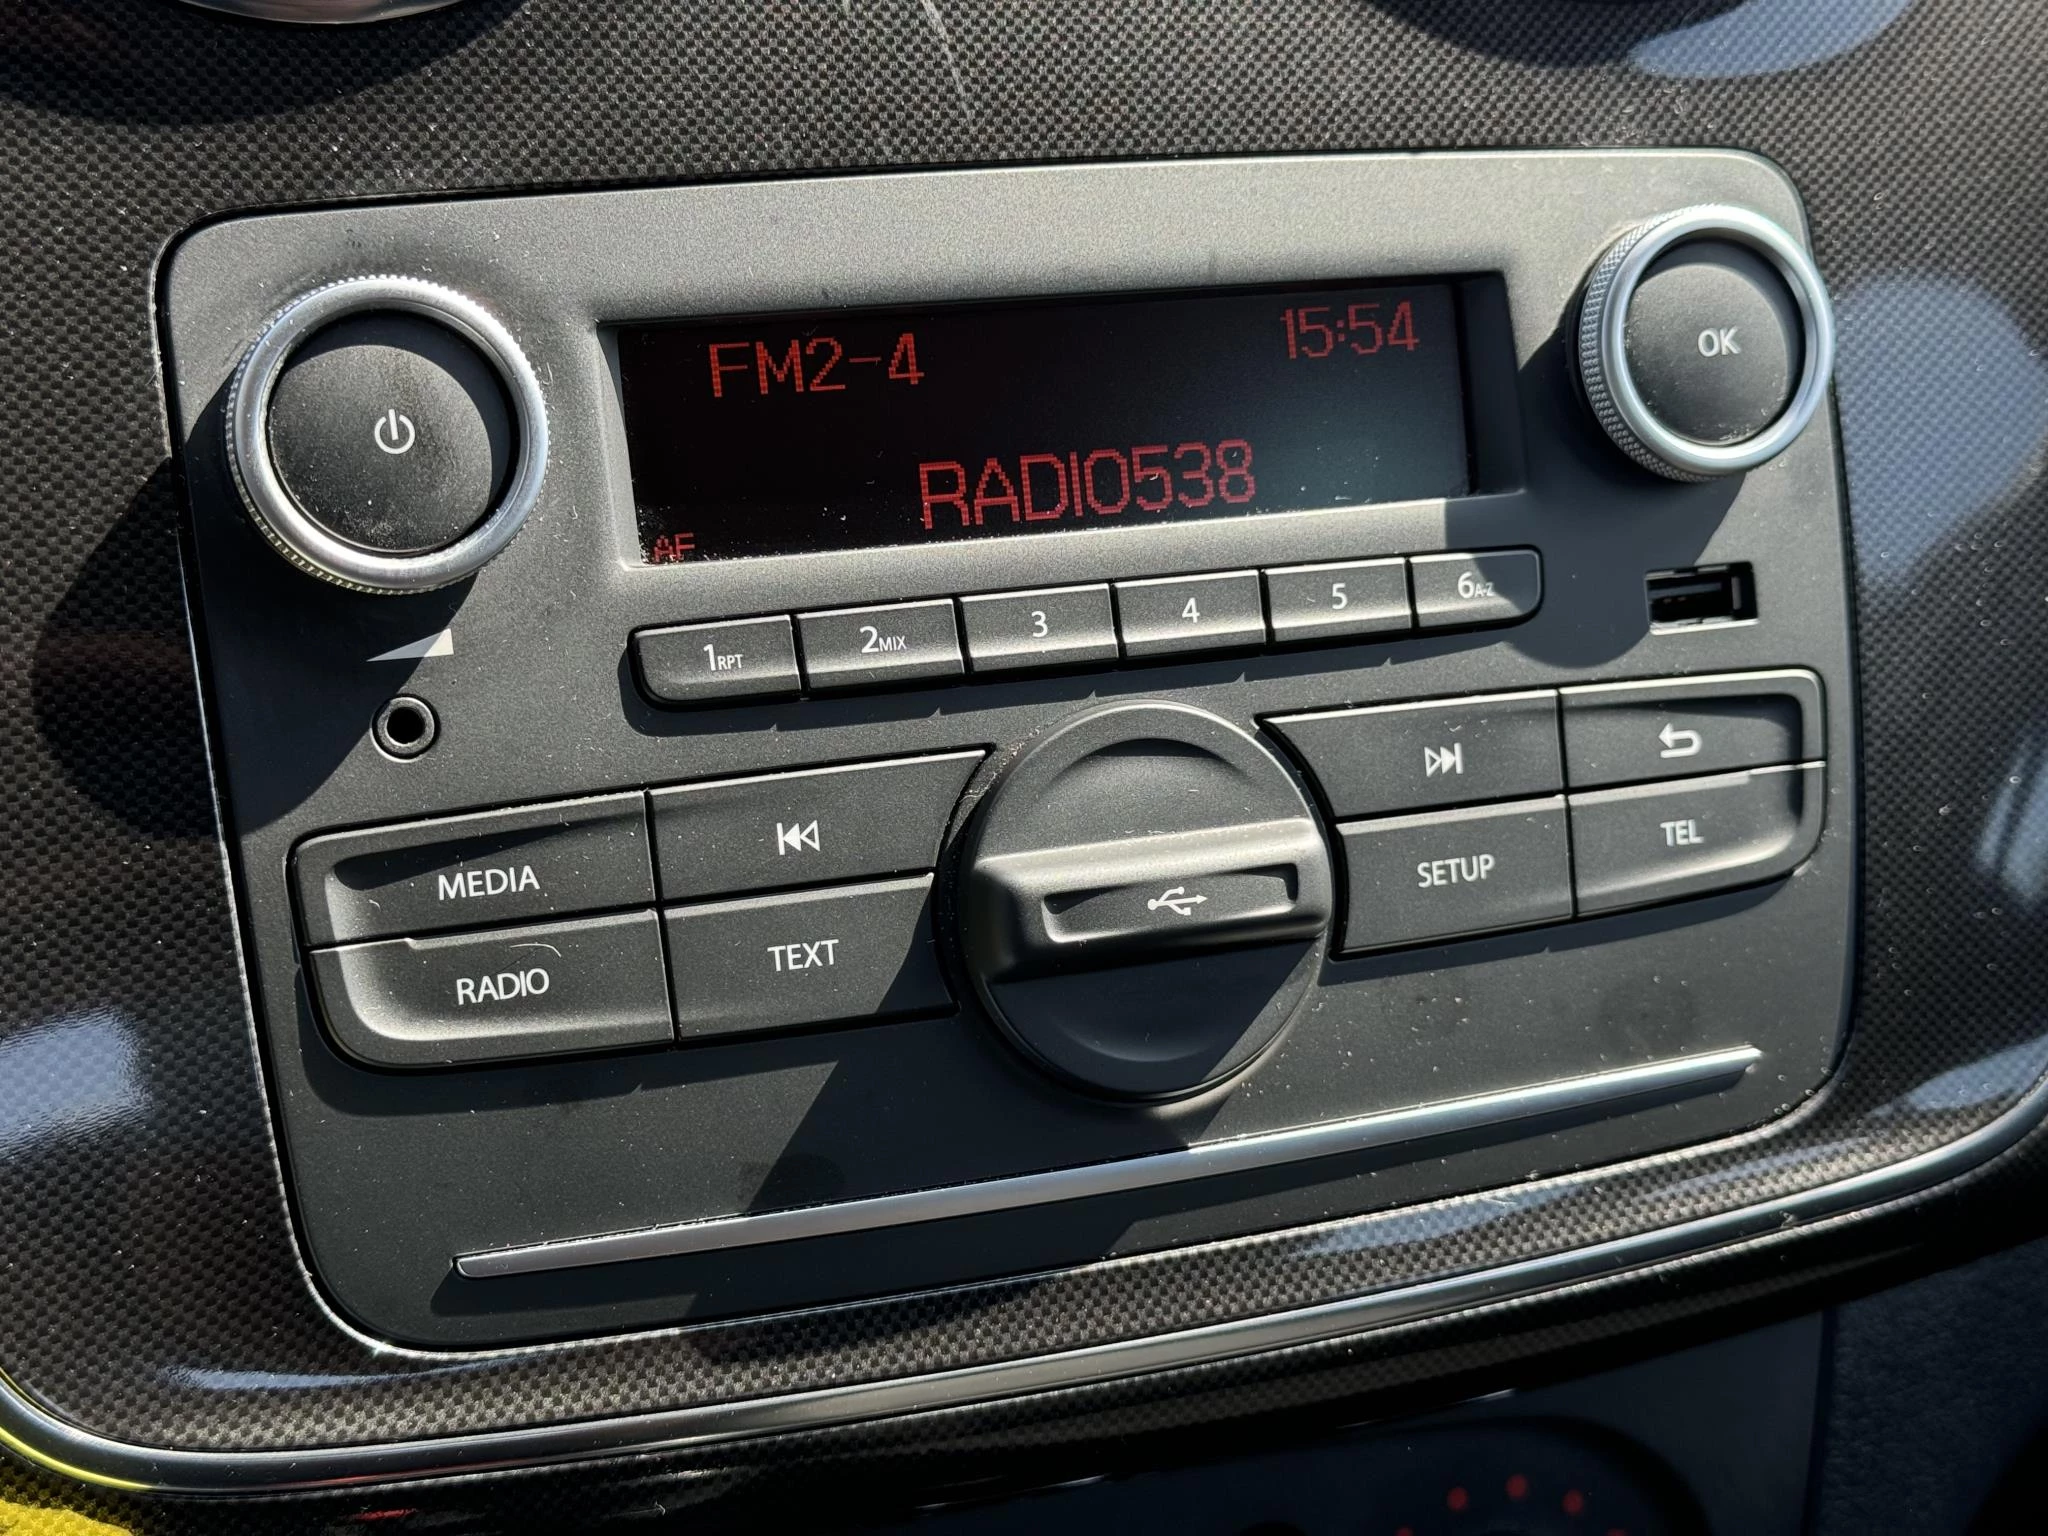 FM2-4 15:54
RADIO538
AF
OK
1RPT 2MIX 3 4 5 6A-Z
MEDIA
RADIO TEXT
SETUP TEL